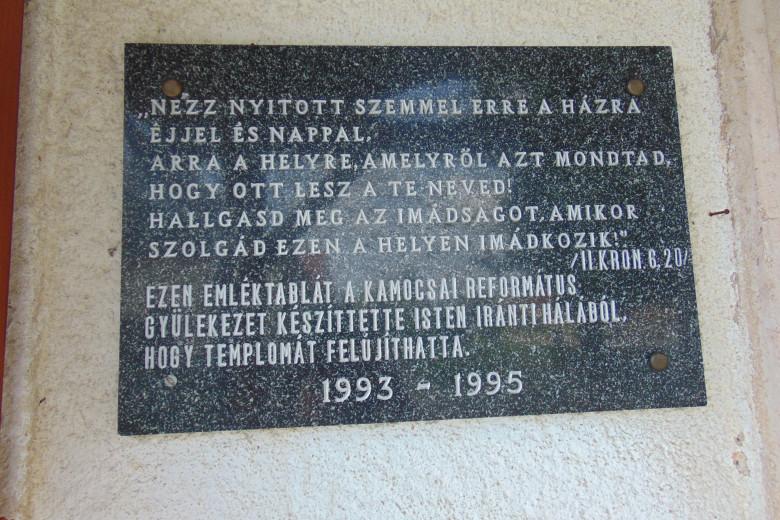 „NÉZZ NYITOTT SZEMMEL ERRE A HÁZRA
ÉJJEL ÉS NAPPAL,
ARRA A HELYRE, AMELYRŐL AZT MONDTAD,
HOGY OTT LESZ A TE NEVED!
HALLGASD MEG AZ IMÁDSÁGOT, AMIKOR
SZOLGÁD EZEN A HELYEN IMÁDKOZIK!"
/II.KRON. 6, 20/
EZEN EMLÉKTÁBLÁT A KAMOCSAI REFORMÁTUS
GYÜLEKEZET KÉSZÍTTETTE ISTEN IRÁNTI HÁLÁBÓL,
HOGY TEMPLOMÁT FELÚJÍTHATTA.
1993 - 1995